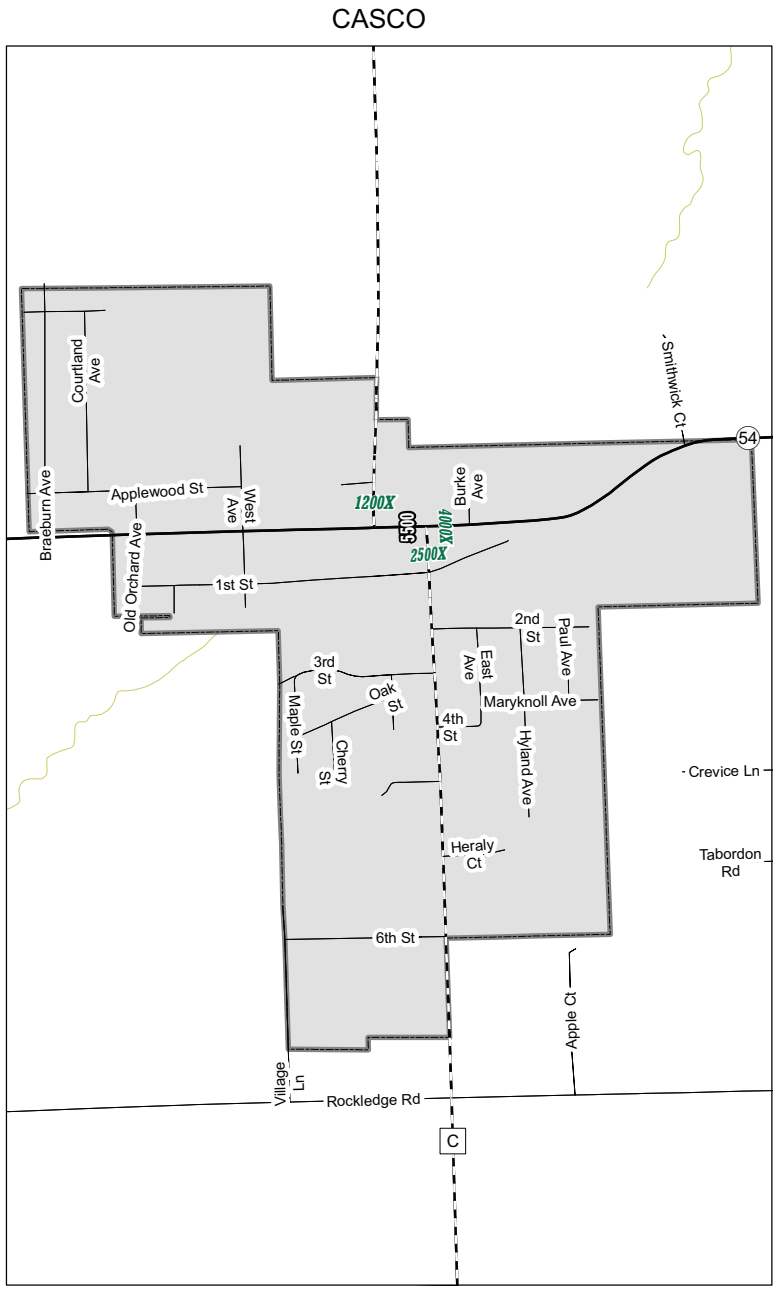 CASCO
Smithwick Ct
54
Courtland
Ave
Braeburn Ave
Applewood St
West
Ave
Old Orchard Ave
1200X
5500
4000X
2500X
Burke
Ave
1st St
2nd
St
Paul Ave
East
Ave
3rd
St
Oak
St
Maple St
Cherry
St
Maryknoll Ave
4th
St
Hyland Ave
Crevice Ln
Heraly
Ct
Tabordon
Rd
6th St
Apple Ct
Village
Ln
Rockledge Rd
C